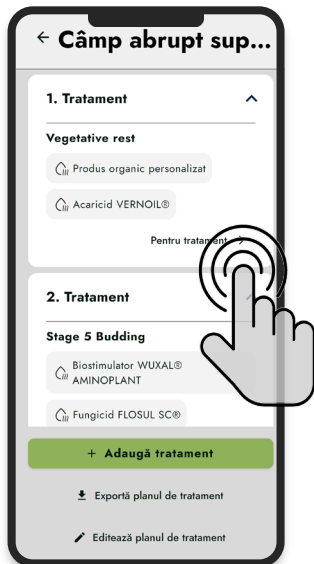 Câmp abrupt sup...
1. Tratament
Vegetative rest
Produs organic personalizat
Acaricid VERNOIL®
Pentru tratament
2. Tratament
Stage 5 Budding
Biostimulator WUXAL®
AMINOPLANT
Fungicid FLOSUL SC®
+ Adaugă tratament
Exportă planul de tratament
Editează planul de tratament